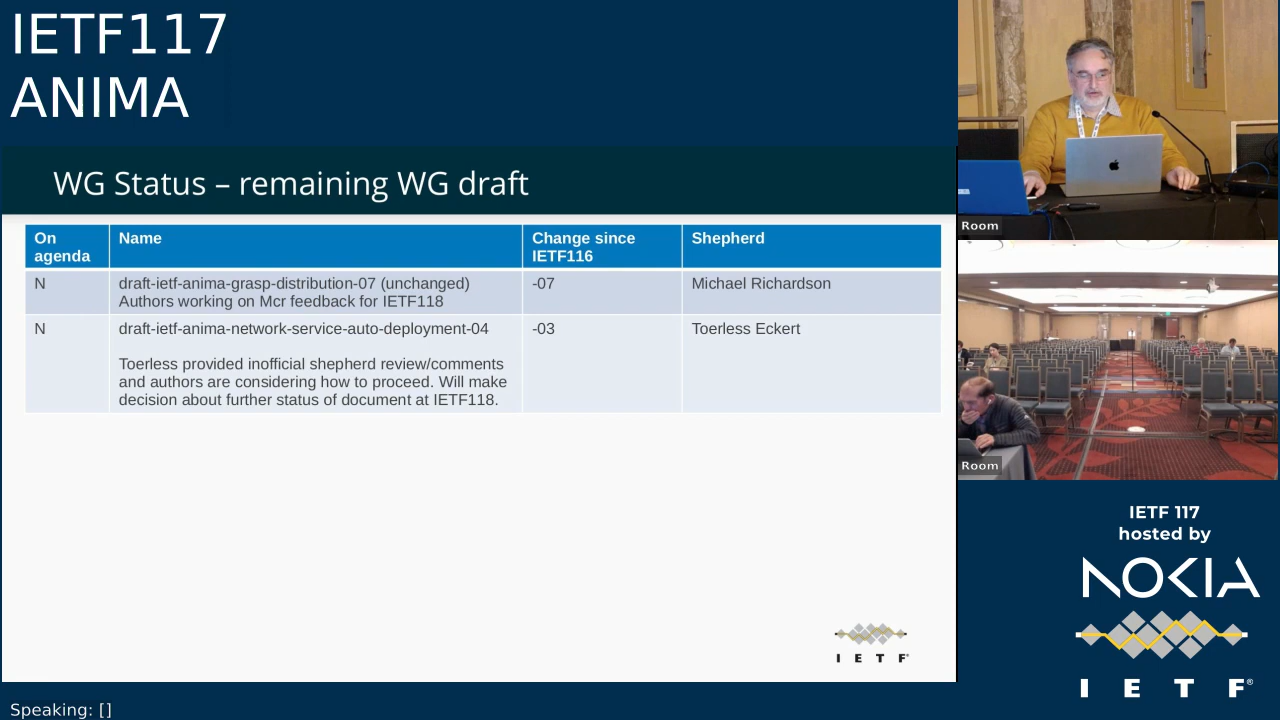 IETF117
ANIMA
WG Status – remaining WG draft
On agenda
Name
Change since IETF116
Shepherd
N
draft-ietf-anima-grasp-distribution-07 (unchanged)
Authors working on Mcr feedback for IETF118
-07
Michael Richardson
N
draft-ietf-anima-network-service-auto-deployment-04
Toerless provided inofficial shepherd review/comments
and authors are considering how to proceed. Will make
decision about further status of document at IETF118.
-03
Toerless Eckert
I E T F®
Room
Room
IETF 117
hosted by
NOKIA
I E T F®
Speaking: []